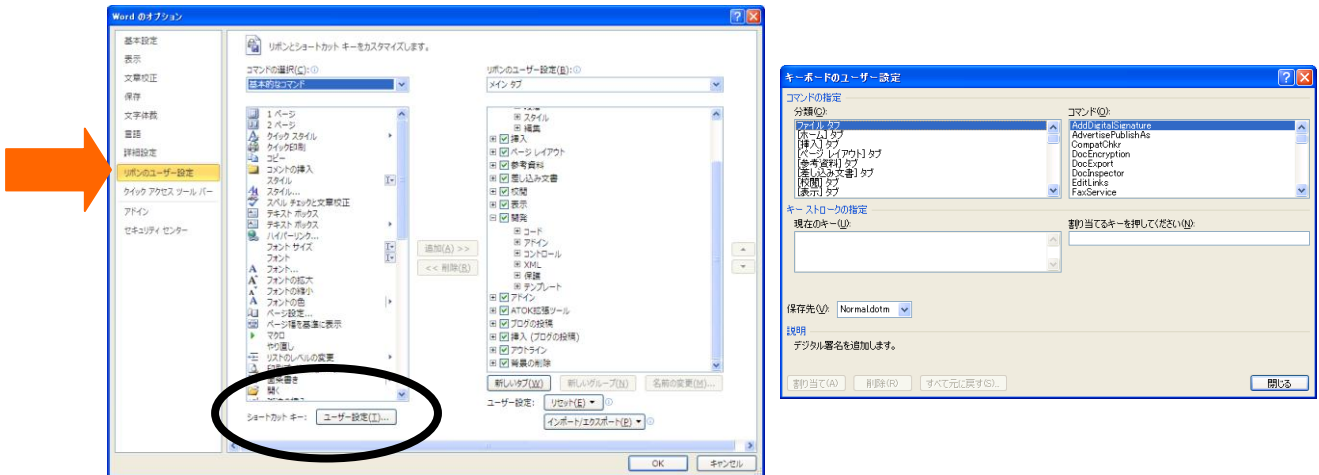 Word のオプション
基本設定
表示
文章校正
保存
文字体裁
言語
詳細設定
リボンのユーザー設定
クイック アクセス ツール バー
アドイン
セキュリティ センター
リボンとショートカット キーをカスタマイズします。
コマンドの選択(C):
基本的なコマンド
1 ページ
2 ページ
クイック スタイル
クイック印刷
コピー
コメントの挿入
スタイル
スタイル...
スペル チェックと文章校正
テキスト ボックス
テキスト ボックス
ハイパーリンク...
フォント サイズ
フォント
フォント...
フォントの拡大
フォントの縮小
フォントの色
ページ設定...
ページ幅を基準に表示
マクロ
やり直し
リストのレベルの変更
開く
ショートカット キー:
ユーザー設定(T)...
追加(A) >>
<< 削除(R)
リボンのユーザー設定(B):
メイン タブ
スタイル
編集
挿入
ページ レイアウト
参考資料
差し込み文書
校閲
表示
開発
コード
アドイン
コントロール
XML
保護
テンプレート
アドイン
ATOK拡張ツール
ブログの投稿
挿入 (ブログの投稿)
アウトライン
背景の削除
新しいタブ(W)
新しいグループ(N)
名前の変更(M)...
ユーザー設定:
リセット(E)
インポート/エクスポート(P)
OK
キャンセル
キーボードのユーザー設定
コマンドの指定
分類(C):
ファイル タブ
[ホーム] タブ
[挿入] タブ
[ページ レイアウト] タブ
[参考資料] タブ
[差し込み文書] タブ
[校閲] タブ
[表示] タブ
コマンド(O):
AddDigitalSignature
AdvertisePublishAs
CompatChkr
DocEncryption
DocExport
DocInspector
EditLinks
FaxService
キー ストロークの指定
現在のキー(U):
割り当てるキーを押してください(N):
保存先(V):
Normal.dotm
説明
デジタル署名を追加します。
割り当て(A)
削除(R)
すべて元に戻す(S)...
閉じる